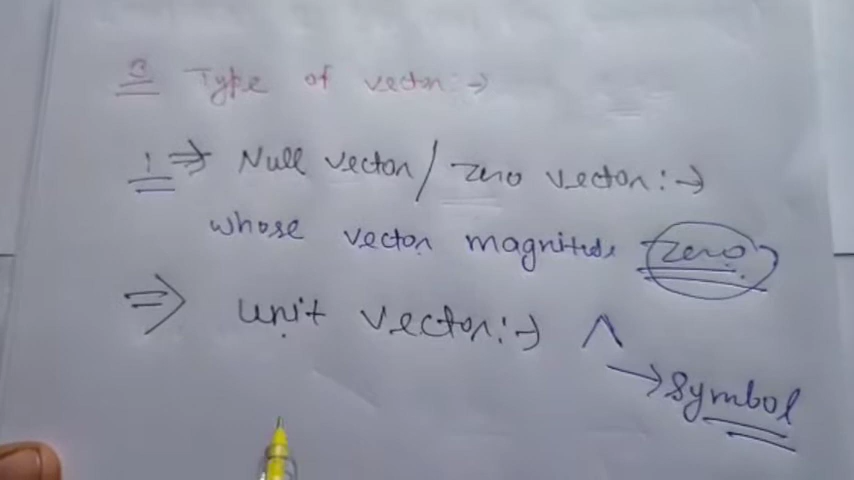 3 Type of vector :→
1 ⇒ Null vector / zero vector :→
whose vector magnitude zero
⇒ unit vector :→ ^
→ Symbol